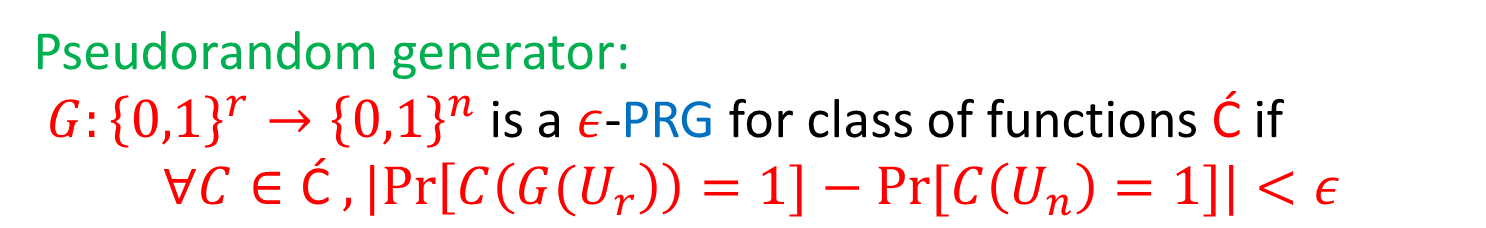 Pseudorandom generator:
G:{0,1}^r → {0,1}^n is a ϵ-PRG for class of functions Ć if
∀C ∈ Ć, |Pr[C(G(U_r)) = 1] − Pr[C(U_n) = 1]| < ϵ